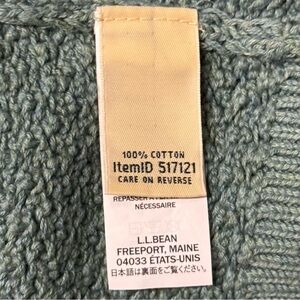 100% COTTON
ItemID 517121
CARE ON REVERSE
NÉCESSAIRE
L.L.BEAN
FREEPORT, MAINE
04033 ÉTATS-UNIS
日本語は裏面をご覧ください。